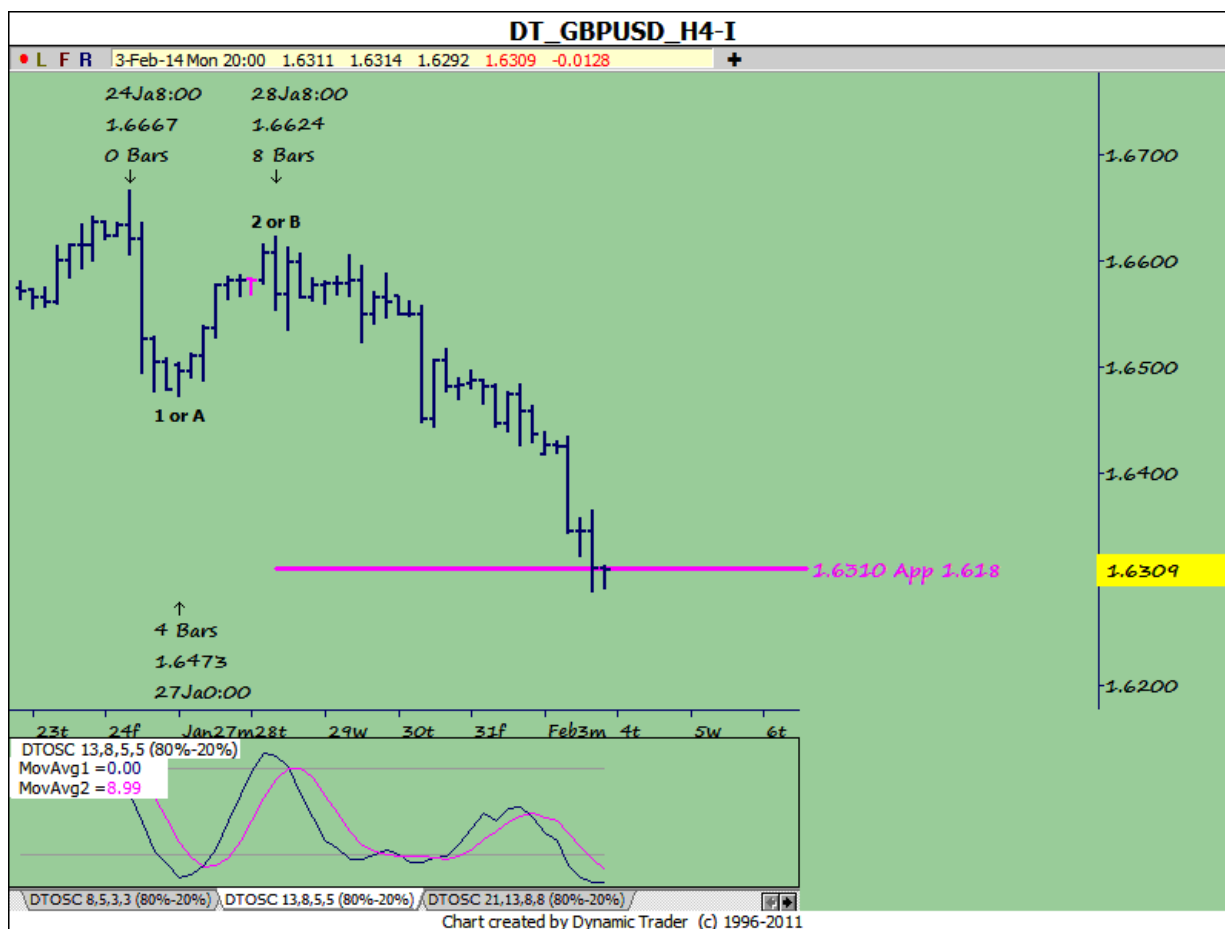 DT_GBPUSD_H4-I
L F R 3-Feb-14 Mon 20:00 1.6311 1.6314 1.6292 1.6309 -0.0128
24Ja8:00 28Ja8:00
1.6667 1.6624
0 Bars 8 Bars
1.6700
2 or B
1.6600
1.6500
1 or A
1.6400
1.6310 App 1.618 1.6309
4 Bars
1.6473
27Ja0:00
1.6200
23t 24f Jan27m28t 29w 30t 31f Feb3m 4t 5w 6t
DTOSC 13,8,5,5 (80%-20%)
MovAvg1 =0.00
MovAvg2 =8.99
DTOSC 8,5,3,3 (80%-20%) DTOSC 13,8,5,5 (80%-20%) DTOSC 21,13,8,8 (80%-20%)
Chart created by Dynamic Trader (c) 1996-2011